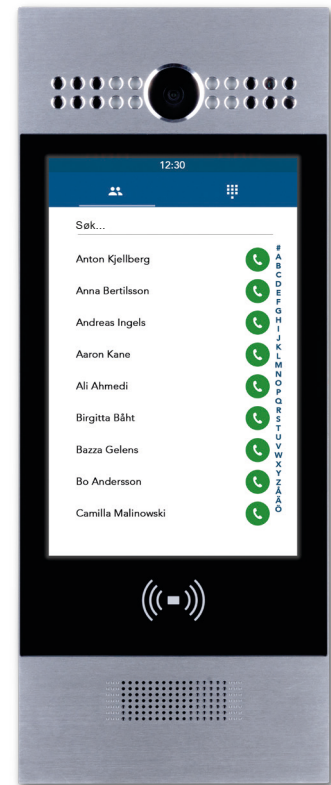 12:30
Søk...
Anton Kjellberg
Anna Bertilsson
Andreas Ingels
Aaron Kane
Ali Ahmedi
Birgitta Båht
Bazza Gelens
Bo Andersson
Camilla Malinowski
#
A
B
C
D
E
F
G
H
I
J
K
L
M
N
O
P
Q
R
S
T
U
V
W
X
Y
Z
Å
Ä
Ö